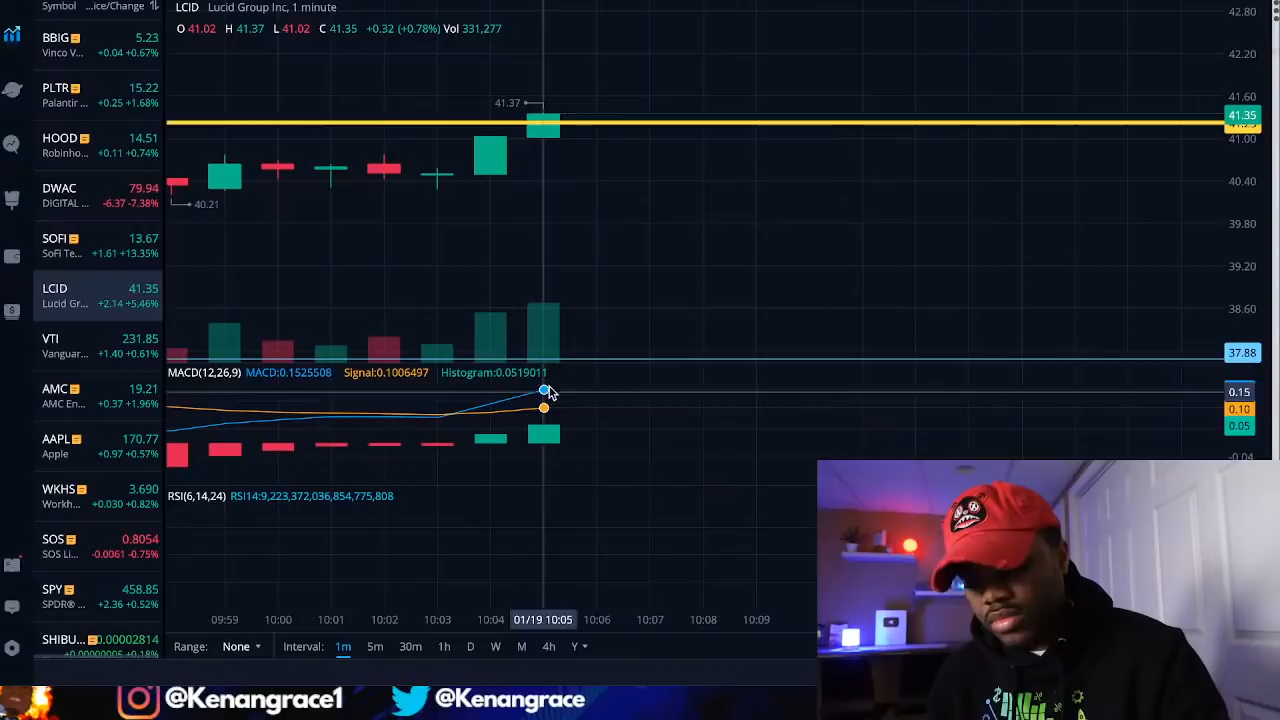 Symbol ...ice/Change
BBIG 5.23
Vinco V... +0.04 +0.67%
PLTR 15.22
Palantir ... +0.25 +1.68%
HOOD 14.51
Robinho... +0.11 +0.74%
DWAC 79.94
DIGITAL ... -6.37 -7.38%
SOFI 13.67
SoFi Te... +1.61 +13.35%
LCID 41.35
Lucid Gr... +2.14 +5.46%
VTI 231.85
Vanguar... +1.40 +0.61%
AMC 19.21
AMC En... +0.37 +1.96%
AAPL 170.77
Apple +0.97 +0.57%
WKHS 3.690
Workh... +0.030 +0.82%
SOS 0.8054
SOS Li... -0.0061 -0.75%
SPY 458.85
SPDR® ... +2.36 +0.52%
SHIBU... 0.00002814
+0.00000005 +0.18%
LCID Lucid Group Inc, 1 minute
O 41.02 H 41.37 L 41.02 C 41.35 +0.32 (+0.78%) Vol 331,277
41.37
40.21
42.80
42.20
41.60
41.35
41.00
40.40
39.80
39.20
38.60
37.88
MACD(12,26,9) MACD:0.1525508 Signal:0.1006497 Histogram:0.0519011
0.15
0.10
0.05
-0.04
RSI(6,14,24) RSI14:9,223,372,036,854,775,808
09:59 10:00 10:01 10:02 10:03 10:04 01/19 10:05 10:06 10:07 10:08 10:09
Range: None Interval: 1m 5m 30m 1h D W M 4h Y
@Kenangrace1 @Kenangrace